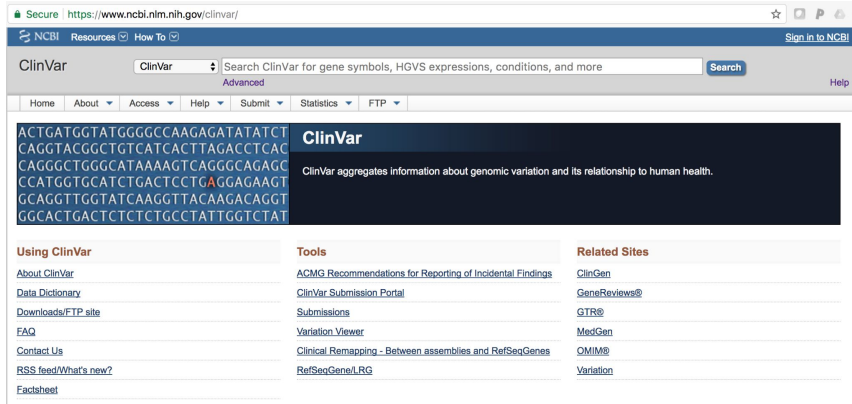 Secure https://www.ncbi.nlm.nih.gov/clinvar/
NCBI Resources How To Sign in to NCBI
ClinVar ClinVar Search ClinVar for gene symbols, HGVS expressions, conditions, and more Search
Advanced Help
Home About Access Help Submit Statistics FTP
ACTGATGGTATGGGGCCAAGAGATATATCT
CAGGTACGGCTGTCATCACTTAGACCTCAC
CAGGGCTGGGCATAAAAGTCAGGGCAGAGC
CCATGGTGCATCTGACTCCTGAGGAGAAGT
GCAGGTTGGTATCAAGGTTACAAGACAGGT
GGCACTGACTCTCTCTGCCTATTGGTCTAT
ClinVar
ClinVar aggregates information about genomic variation and its relationship to human health.
Using ClinVar
About ClinVar
Data Dictionary
Downloads/FTP site
FAQ
Contact Us
RSS feed/What's new?
Factsheet
Tools
ACMG Recommendations for Reporting of Incidental Findings
ClinVar Submission Portal
Submissions
Variation Viewer
Clinical Remapping - Between assemblies and RefSeqGenes
RefSeqGene/LRG
Related Sites
ClinGen
GeneReviews®
GTR®
MedGen
OMIM®
Variation